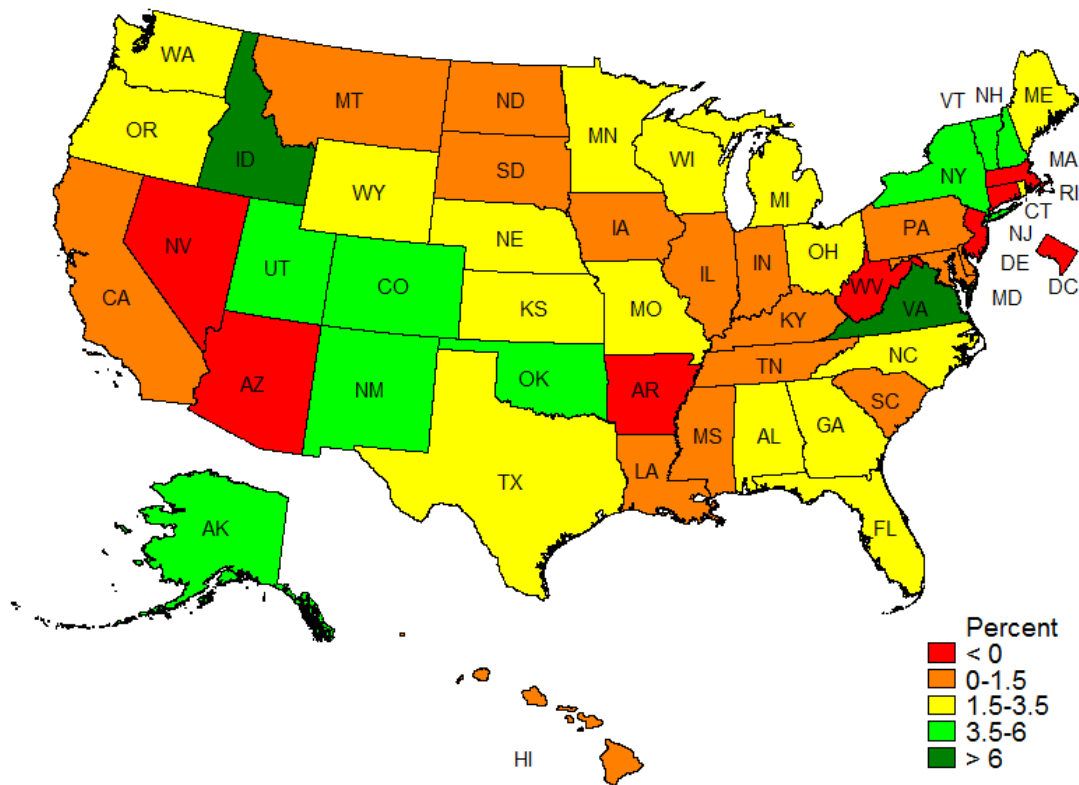 WA
MT
ND
MN
VT
NH
ME
OR
ID
SD
WI
MI
NY
MA
RI
CT
WY
IA
PA
NJ
NV
UT
NE
IL
IN
OH
DE
DC
CA
CO
KS
MO
WV
MD
KY
VA
AZ
NM
OK
AR
TN
NC
SC
TX
LA
MS
AL
GA
FL
AK
HI
Percent
< 0
0-1.5
1.5-3.5
3.5-6
> 6